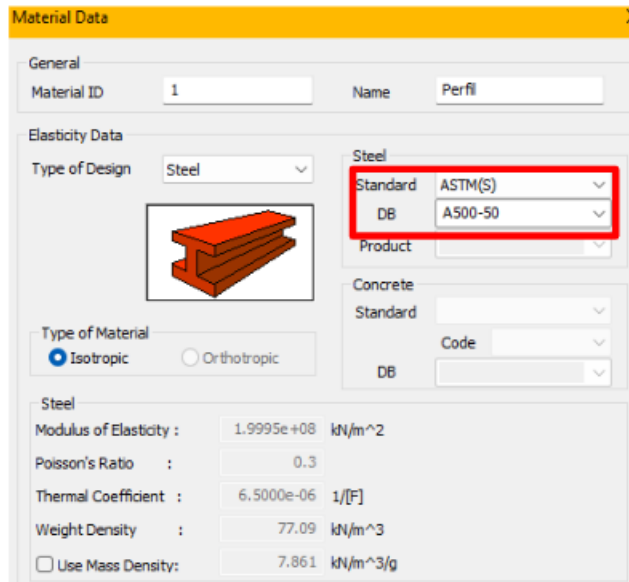 Material Data
General
Material ID 1 Name Perfil
Elasticity Data
Type of Design Steel
Steel
Standard ASTM(S)
DB A500-50
Product
Concrete
Standard
Code
DB
Type of Material
Isotropic Orthotropic
Steel
Modulus of Elasticity : 1.9995e+08 kN/m^2
Poisson's Ratio : 0.3
Thermal Coefficient : 6.5000e-06 1/[F]
Weight Density : 77.09 kN/m^3
Use Mass Density: 7.861 kN/m^3/g